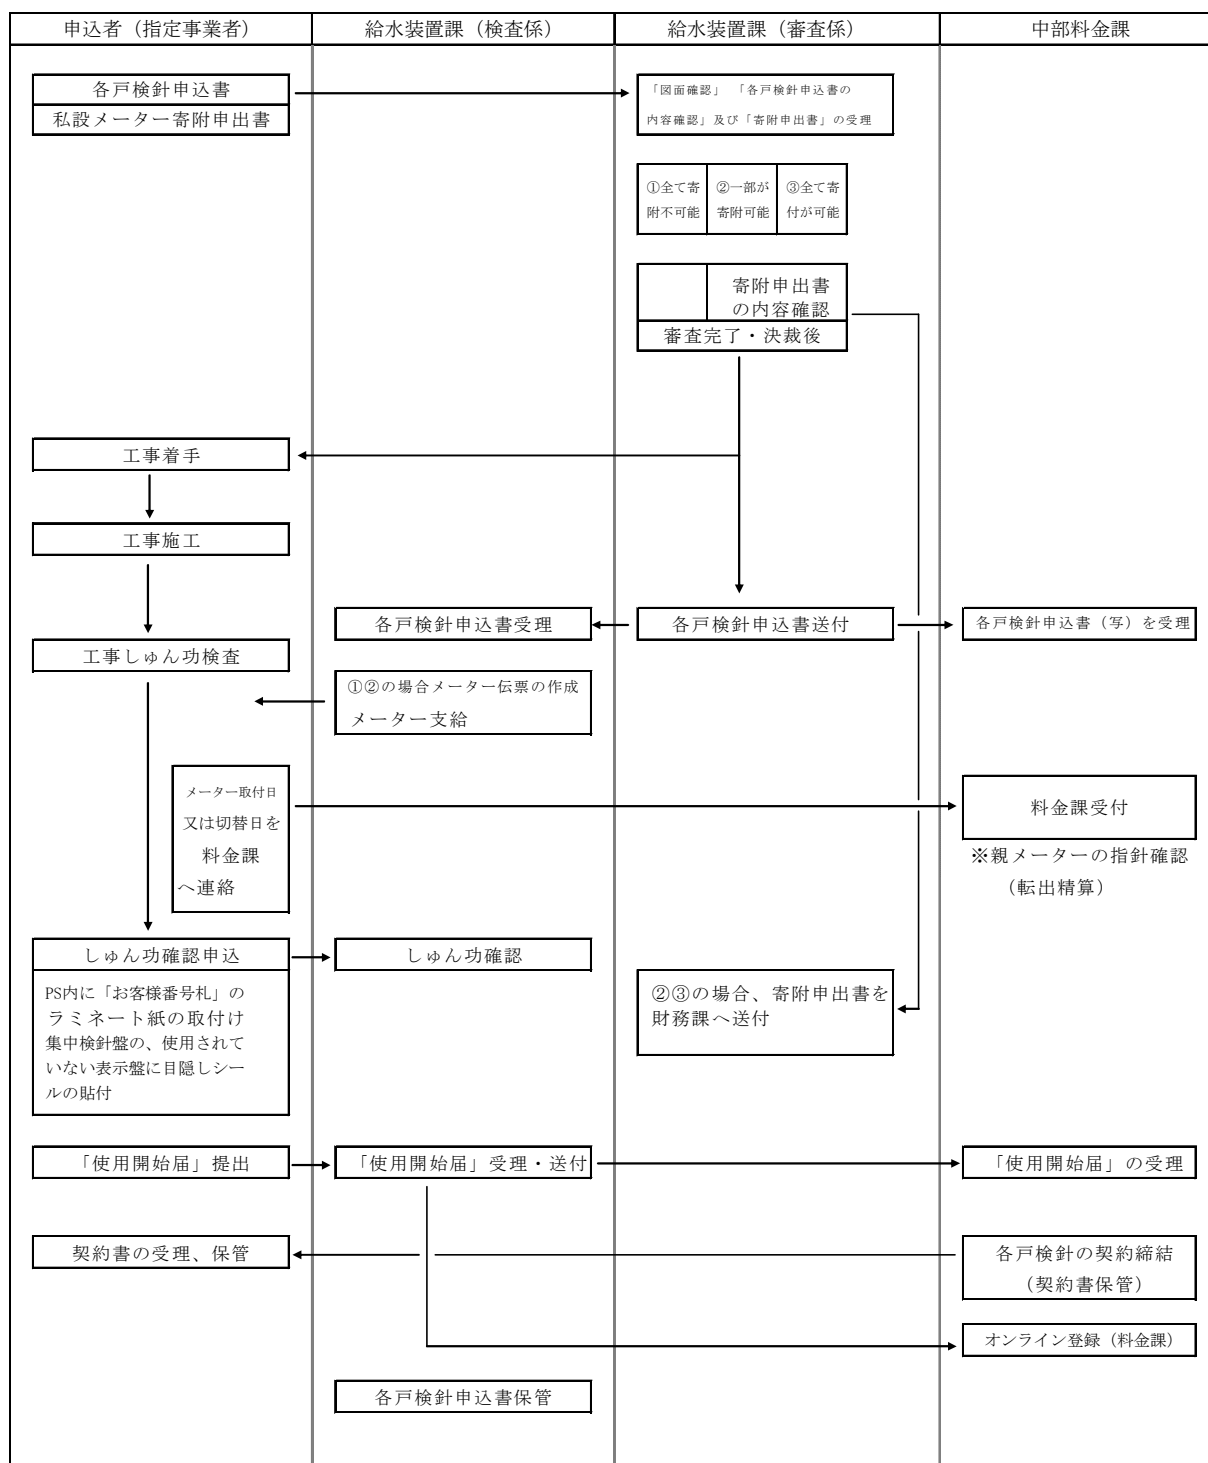 申込者（指定事業者）
給水装置課（検査係）
給水装置課（審査係）
中部料金課
各戸検針申込書
私設メーター寄附申出書
「図面確認」 「各戸検針申込書の
内容確認」及び「寄附申出書」の受理
①全て寄
附不可能
②一部が
寄附可能
③全て寄
付が可能
寄附申出書
の内容確認
審査完了・決裁後
工事着手
工事施工
各戸検針申込書受理
各戸検針申込書送付
各戸検針申込書（写）を受理
工事しゅん功検査
①②の場合メーター伝票の作成
メーター支給
メーター取付日
又は切替日を
料金課
へ連絡
料金課受付
※親メーターの指針確認
（転出精算）
しゅん功確認申込
しゅん功確認
PS内に「お客様番号札」の
ラミネート紙の取付け
集中検針盤の、使用されて
いない表示盤に目隠しシー
ルの貼付
②③の場合、寄附申出書を
財務課へ送付
「使用開始届」提出
「使用開始届」受理・送付
「使用開始届」の受理
契約書の受理、保管
各戸検針の契約締結
（契約書保管）
オンライン登録（料金課）
各戸検針申込書保管